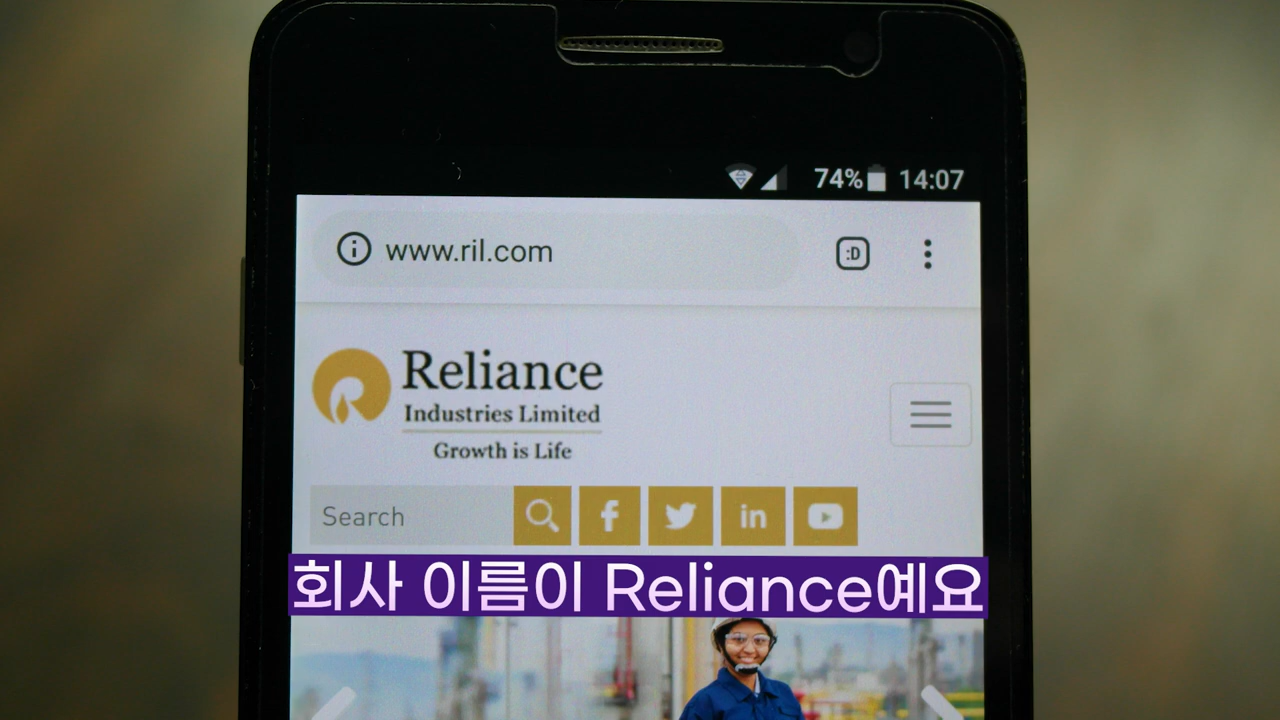 74% 14:07
www.ril.com :D
Reliance
Industries Limited
Growth is Life
Search
회사 이름이 Reliance예요